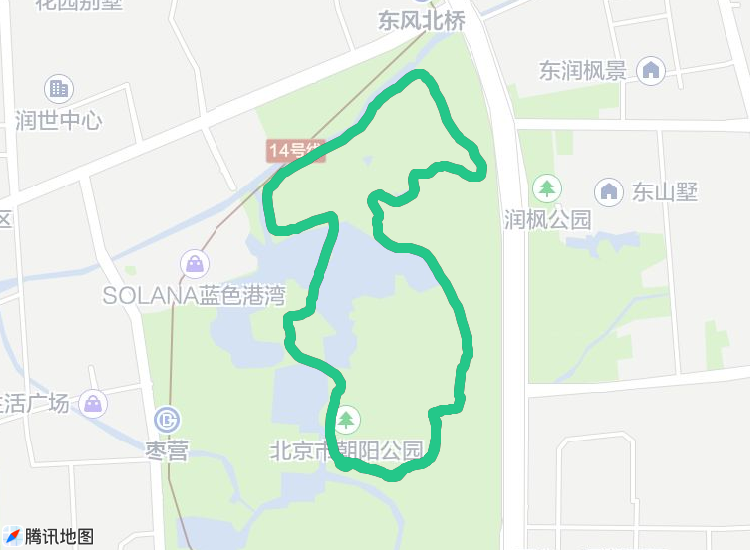 花园别墅
东风北桥
东润枫景
润世中心
14号线
东山墅
区
润枫公园
SOLANA蓝色港湾
生活广场
枣营
北京市朝阳公园
腾讯地图